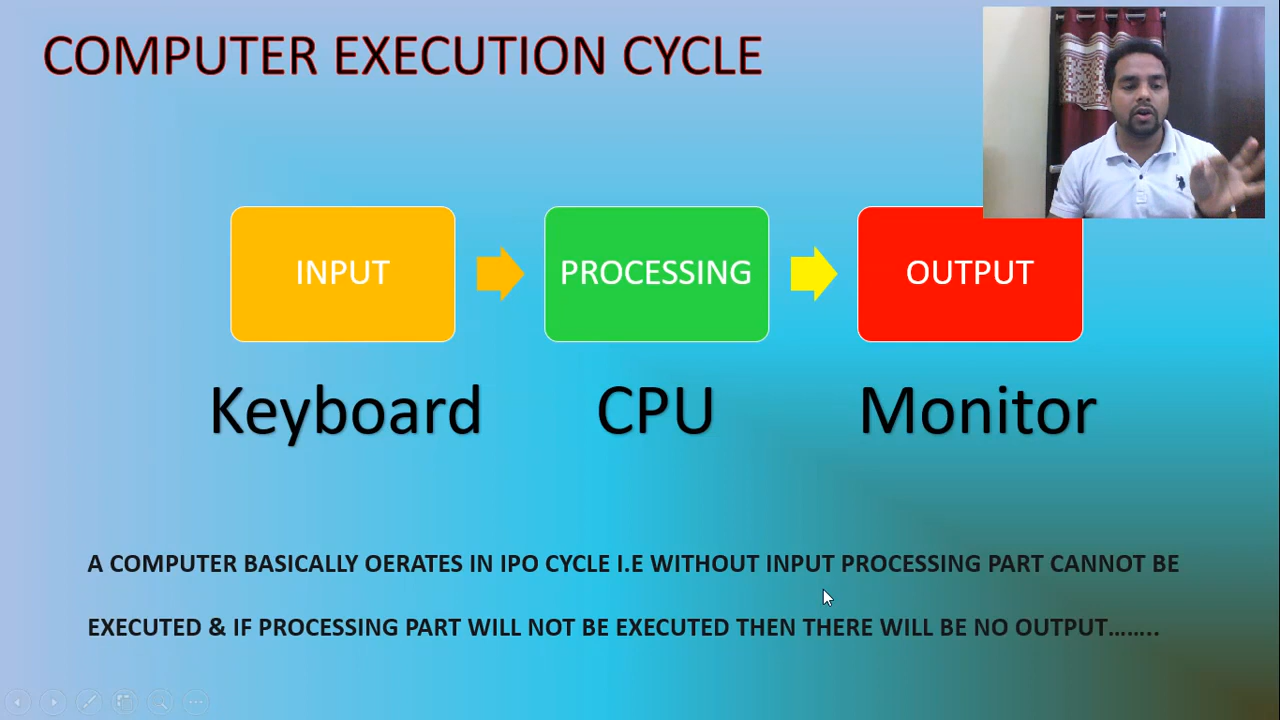 COMPUTER EXECUTION CYCLE
INPUT
PROCESSING
OUTPUT
Keyboard
CPU
Monitor
A COMPUTER BASICALLY OERATES IN IPO CYCLE I.E WITHOUT INPUT PROCESSING PART CANNOT BE
EXECUTED & IF PROCESSING PART WILL NOT BE EXECUTED THEN THERE WILL BE NO OUTPUT……..